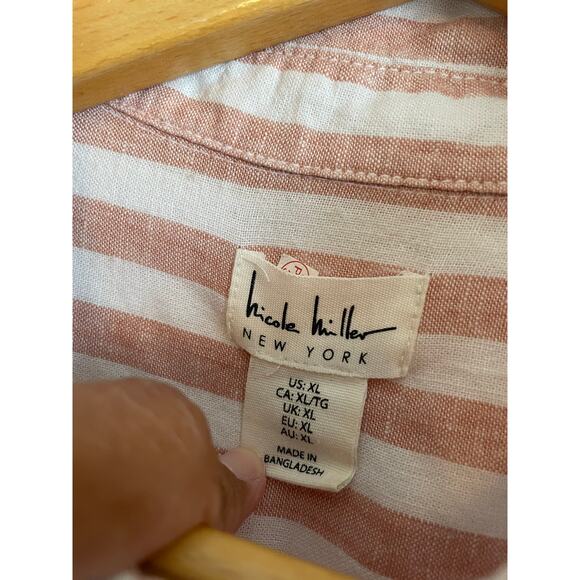 Nicole Miller
NEW YORK
US: XL
CA: XL/TG
UK: XL
EU: XL
AU: XL
MADE IN
BANGLADESH